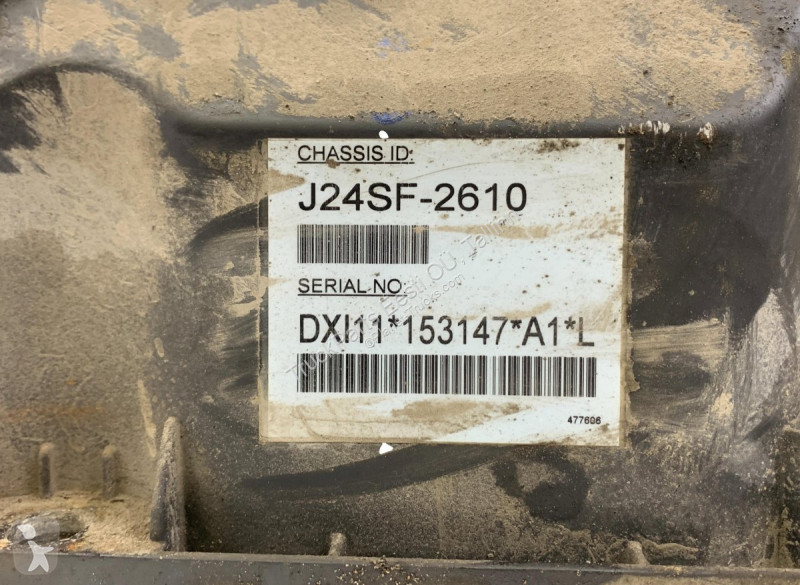 CHASSIS ID:
J24SF-2610
SERIAL NO:
DXI11*153147*A1*L
477606